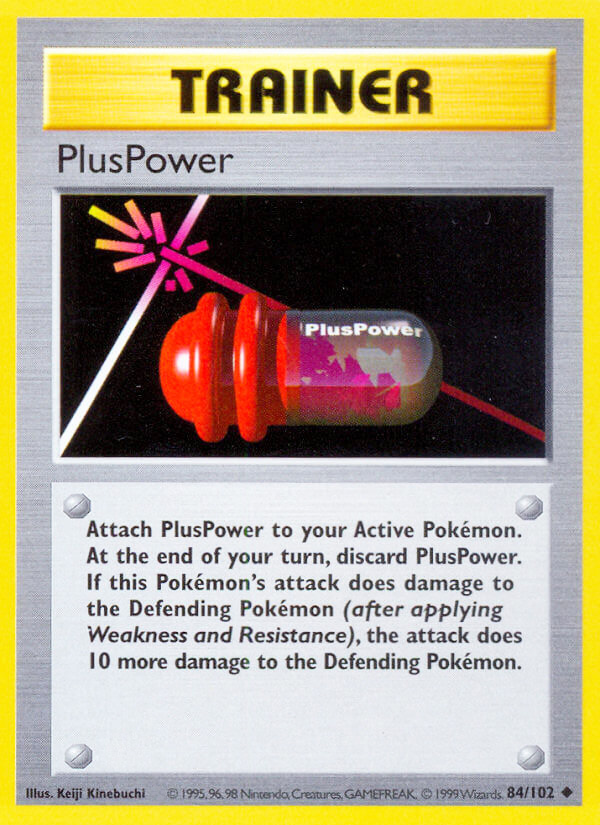 TRAINER
PlusPower
PlusPower
Attach PlusPower to your Active Pokémon.
At the end of your turn, discard PlusPower.
If this Pokémon's attack does damage to
the Defending Pokémon (after applying
Weakness and Resistance), the attack does
10 more damage to the Defending Pokémon.
Illus. Keiji Kinebuchi © 1995, 96, 98 Nintendo, Creatures, GAMEFREAK. © 1999 Wizards. 84/102 ◆